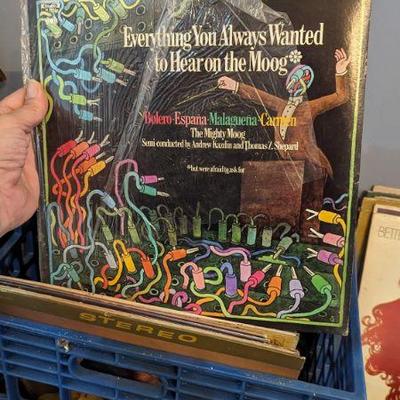 Everything You Always Wanted
to Hear on the Moog*
Bolero·España·Malagueña·Carmen
The Mighty Moog
Semi-conducted by Andrew Kazdin and Thomas Z. Shepard
*but were afraid to ask for
STEREO